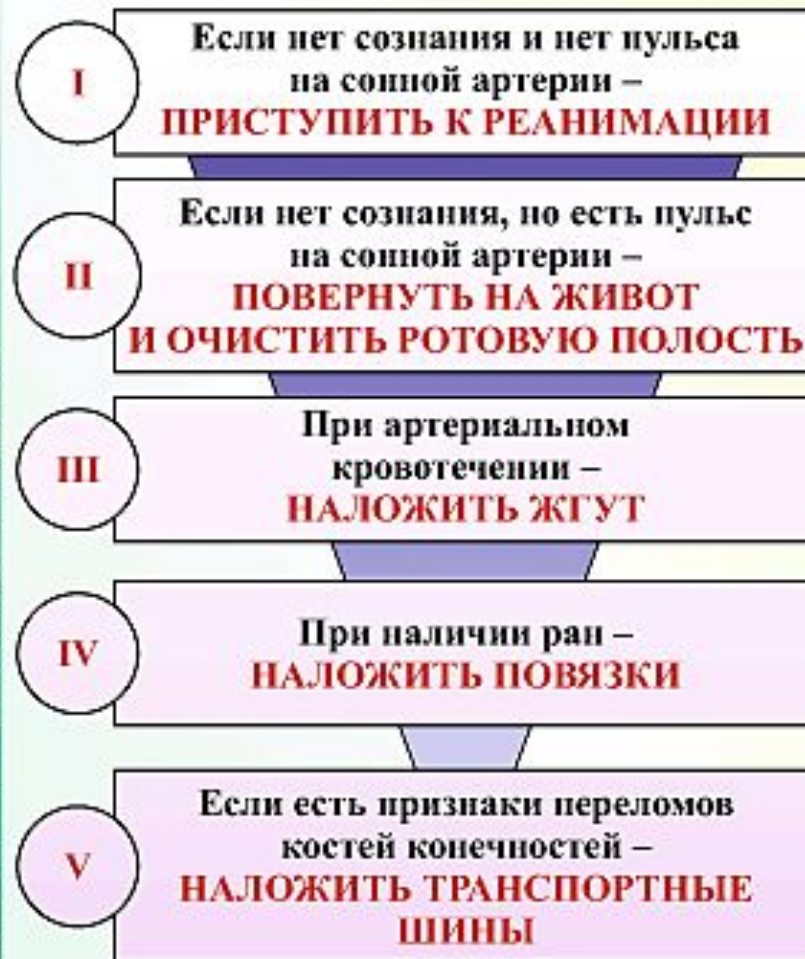 I
Если нет сознания и нет пульса
на сонной артерии –
ПРИСТУПИТЬ К РЕАНИМАЦИИ
II
Если нет сознания, но есть пульс
на сонной артерии –
ПОВЕРНУТЬ НА ЖИВОТ
И ОЧИСТИТЬ РОТОВУЮ ПОЛОСТЬ
III
При артериальном
кровотечении –
НАЛОЖИТЬ ЖГУТ
IV
При наличии ран –
НАЛОЖИТЬ ПОВЯЗКИ
V
Если есть признаки переломов
костей конечностей –
НАЛОЖИТЬ ТРАНСПОРТНЫЕ
ШИНЫ